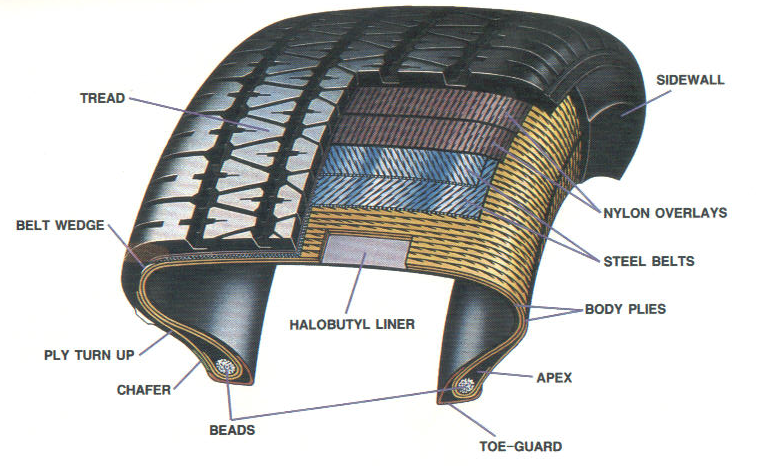 SIDEWALL
TREAD
NYLON OVERLAYS
BELT WEDGE
STEEL BELTS
BODY PLIES
HALOBUTYL LINER
PLY TURN UP
APEX
CHAFER
BEADS
TOE-GUARD